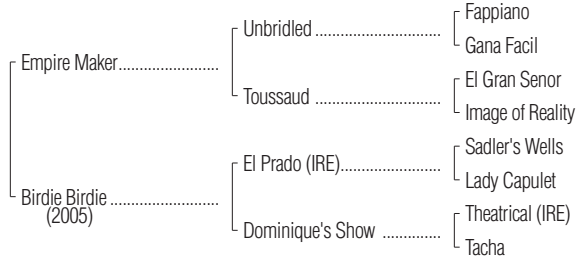 Fappiano
Unbridled ..............................
Gana Facil
Empire Maker........................
El Gran Senor
Toussaud ..............................
Image of Reality
Sadler's Wells
El Prado (IRE)........................
Lady Capulet
Birdie Birdie ..........................
(2005)
Theatrical (IRE)
Dominique's Show ..............
Tacha